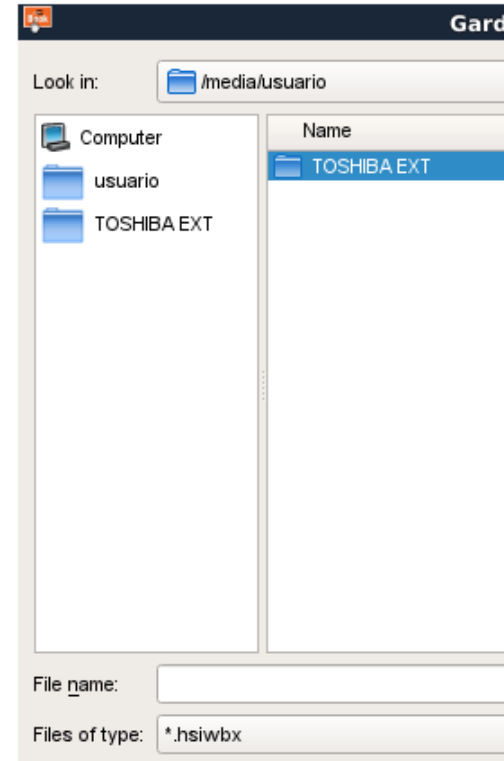 Gard
Look in:
/media/usuario
Computer
usuario
TOSHIBA EXT
Name
TOSHIBA EXT
File name:
Files of type:
*.hsiwbx